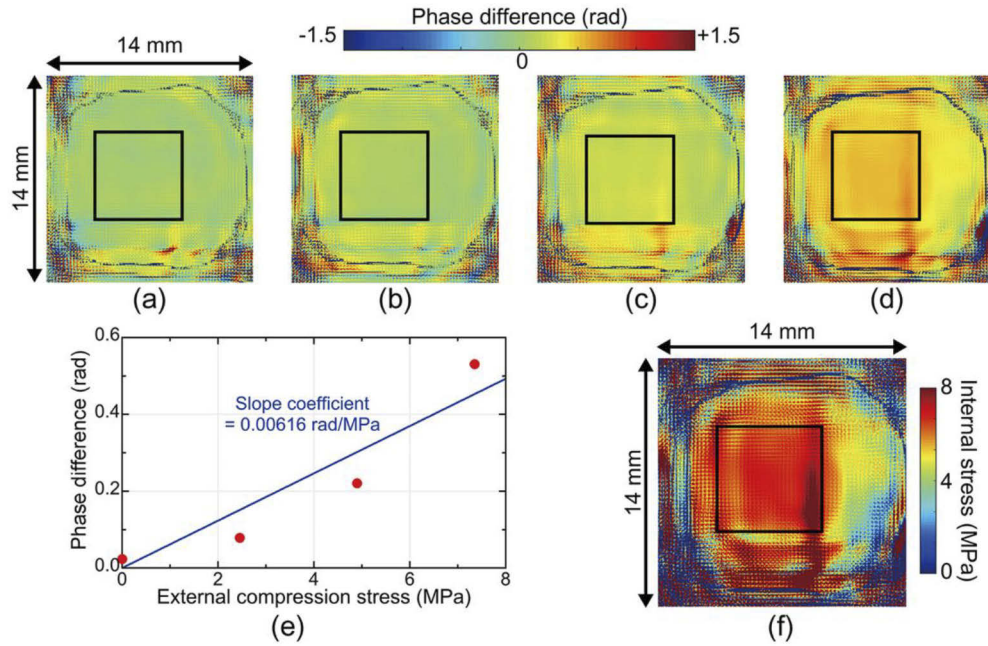 Phase difference (rad)
-1.5
+1.5
0
14 mm
14 mm
(a)
(b)
(c)
(d)
Phase difference (rad)
0.6
0.4
0.2
0.0
Slope coefficient
= 0.00616 rad/MPa
0
2
4
6
8
External compression stress (MPa)
(e)
14 mm
14 mm
8
4
0
Internal stress (MPa)
(f)